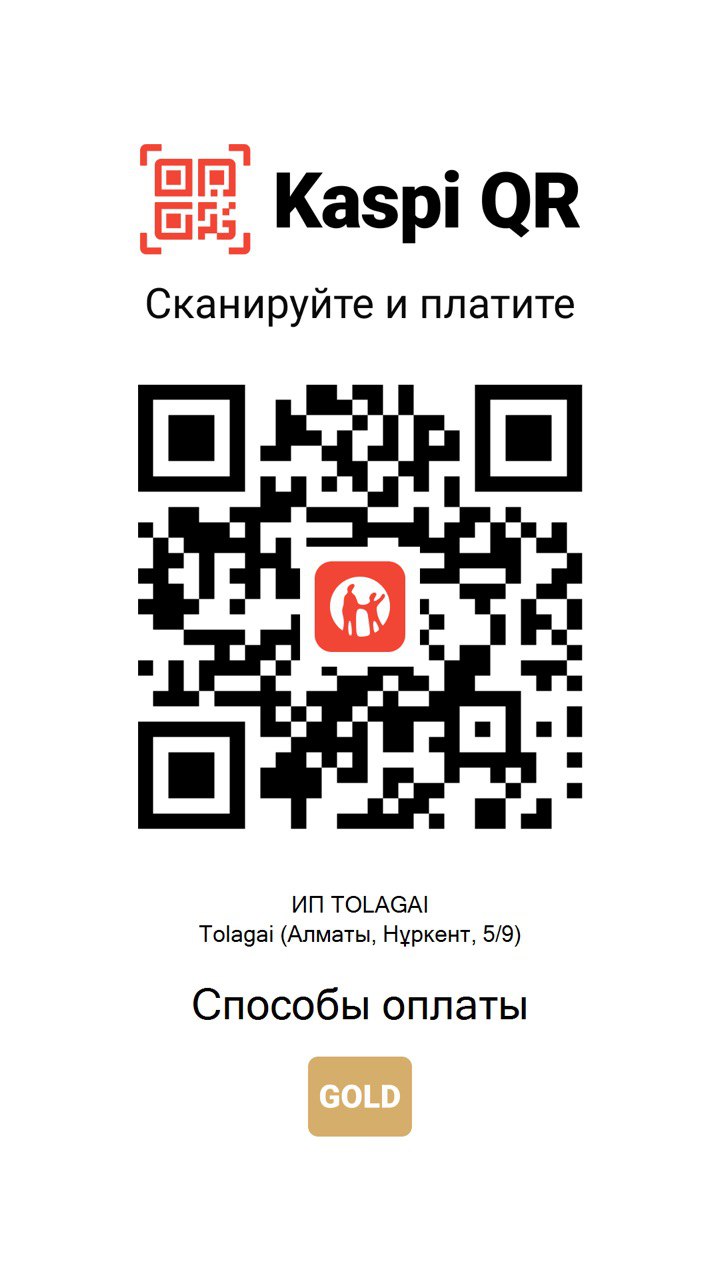 Kaspi QR
Сканируйте и платите
ИП TOLAGAI
Tolagai (Алматы, Нұркент, 5/9)
Способы оплаты
GOLD